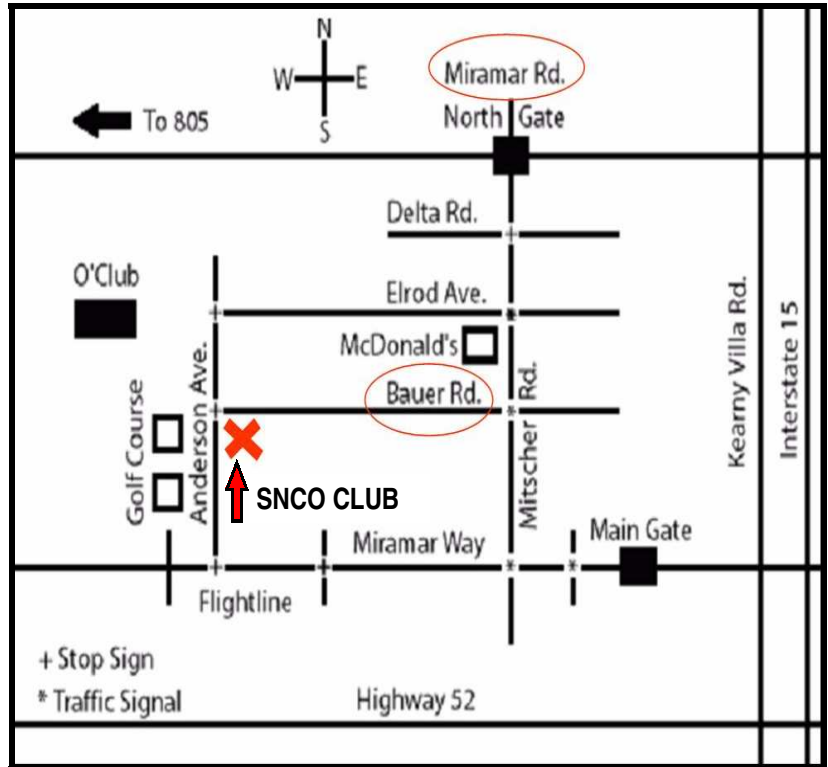 N
W E
S
Miramar Rd.
North Gate
To 805
Delta Rd.
O'Club
Elrod Ave.
McDonald's
Bauer Rd.
Golf Course
Anderson Ave.
Mitscher Rd.
Kearny Villa Rd.
Interstate 15
SNCO CLUB
Miramar Way
Main Gate
Flightline
+ Stop Sign
* Traffic Signal
Highway 52